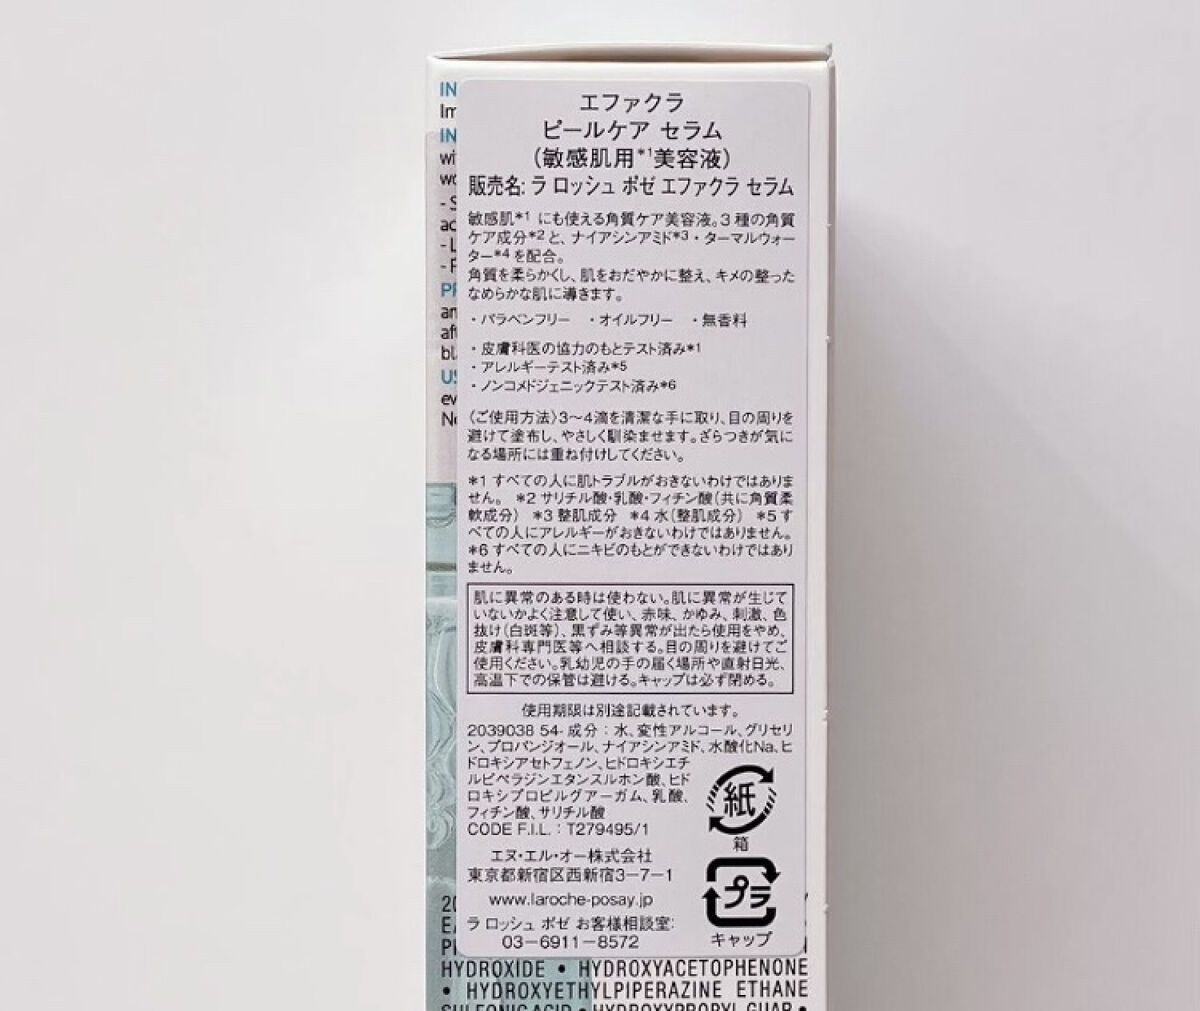 エファクラ
ピールケア セラム
(敏感肌用*1美容液)
販売名: ラ ロッシュ ポゼ エファクラ セラム
敏感肌*1 にも使える角質ケア美容液。3種の角質
ケア成分*2と、ナイアシンアミド*3・ターマルウォー
ター*4を配合。
角質を柔らかくし、肌をおだやかに整え、キメの整った
なめらかな肌に導きます。
・パラベンフリー ・オイルフリー ・無香料
・皮膚科医の協力のもとテスト済み*1
・アレルギーテスト済み*5
・ノンコメドジェニックテスト済み*6
〈ご使用方法〉3〜4滴を清潔な手に取り、目の周りを
避けて塗布し、やさしく馴染ませます。ざらつきが気に
なる場所には重ね付けしてください。
*1 すべての人に肌トラブルがおきないわけではありま
せん。 *2 サリチル酸・乳酸・フィチン酸(共に角質柔
軟成分) *3 整肌成分 *4 水(整肌成分) *5 す
べての人にアレルギーがおきないわけではありません。
*6 すべての人にニキビのもとができないわけではあり
ません。
肌に異常のある時は使わない。肌に異常が生じて
いないかよく注意して使い、赤味、かゆみ、刺激、色
抜け(白斑等)、黒ずみ等異常が出たら使用をやめ、
皮膚科専門医等へ相談する。目の周りを避けてご
使用ください。乳幼児の手の届く場所や直射日光、
高温下での保管は避ける。キャップは必ず閉める。
使用期限は別途記載されています。
2039038 54- 成分：水、変性アルコール、グリセリ
ン、プロパンジオール、ナイアシンアミド、水酸化Na、ヒ
ドロキシアセトフェノン、ヒドロキシエチ
ルピペラジンエタンスルホン酸、ヒド
ロキシプロピルグアーガム、乳酸、
フィチン酸、サリチル酸
CODE F.I.L.：T279495/1
紙
箱
エヌ・エル・オー株式会社
東京都新宿区西新宿3−7−1
www.laroche-posay.jp
ラ ロッシュ ポゼ お客様相談室:
03−6911−8572
プラ
キャップ
HYDROXIDE • HYDROXYACETOPHENONE
• HYDROXYETHYLPIPERAZINE ETHANE
SULFONIC ACID • HYDROXYPROPYL GUAR •